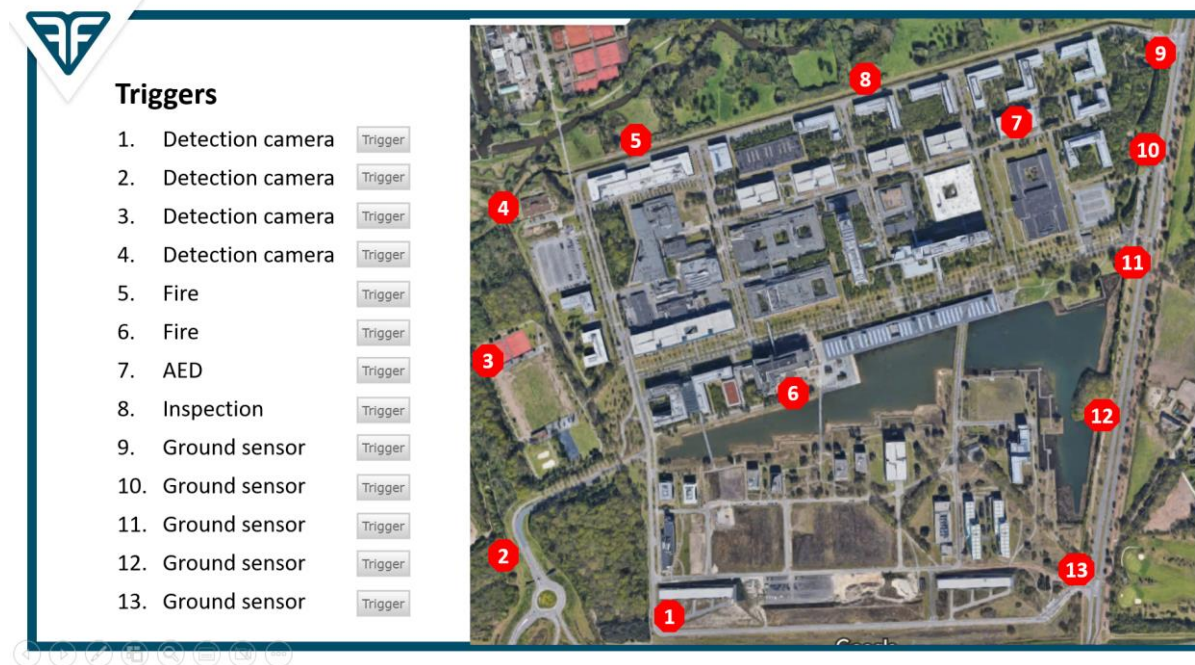 Triggers
1. Detection camera Trigger
2. Detection camera Trigger
3. Detection camera Trigger
4. Detection camera Trigger
5. Fire Trigger
6. Fire Trigger
7. AED Trigger
8. Inspection Trigger
9. Ground sensor Trigger
10. Ground sensor Trigger
11. Ground sensor Trigger
12. Ground sensor Trigger
13. Ground sensor Trigger
9
8
7
5
10
4
11
3
6
12
2
13
1
Google